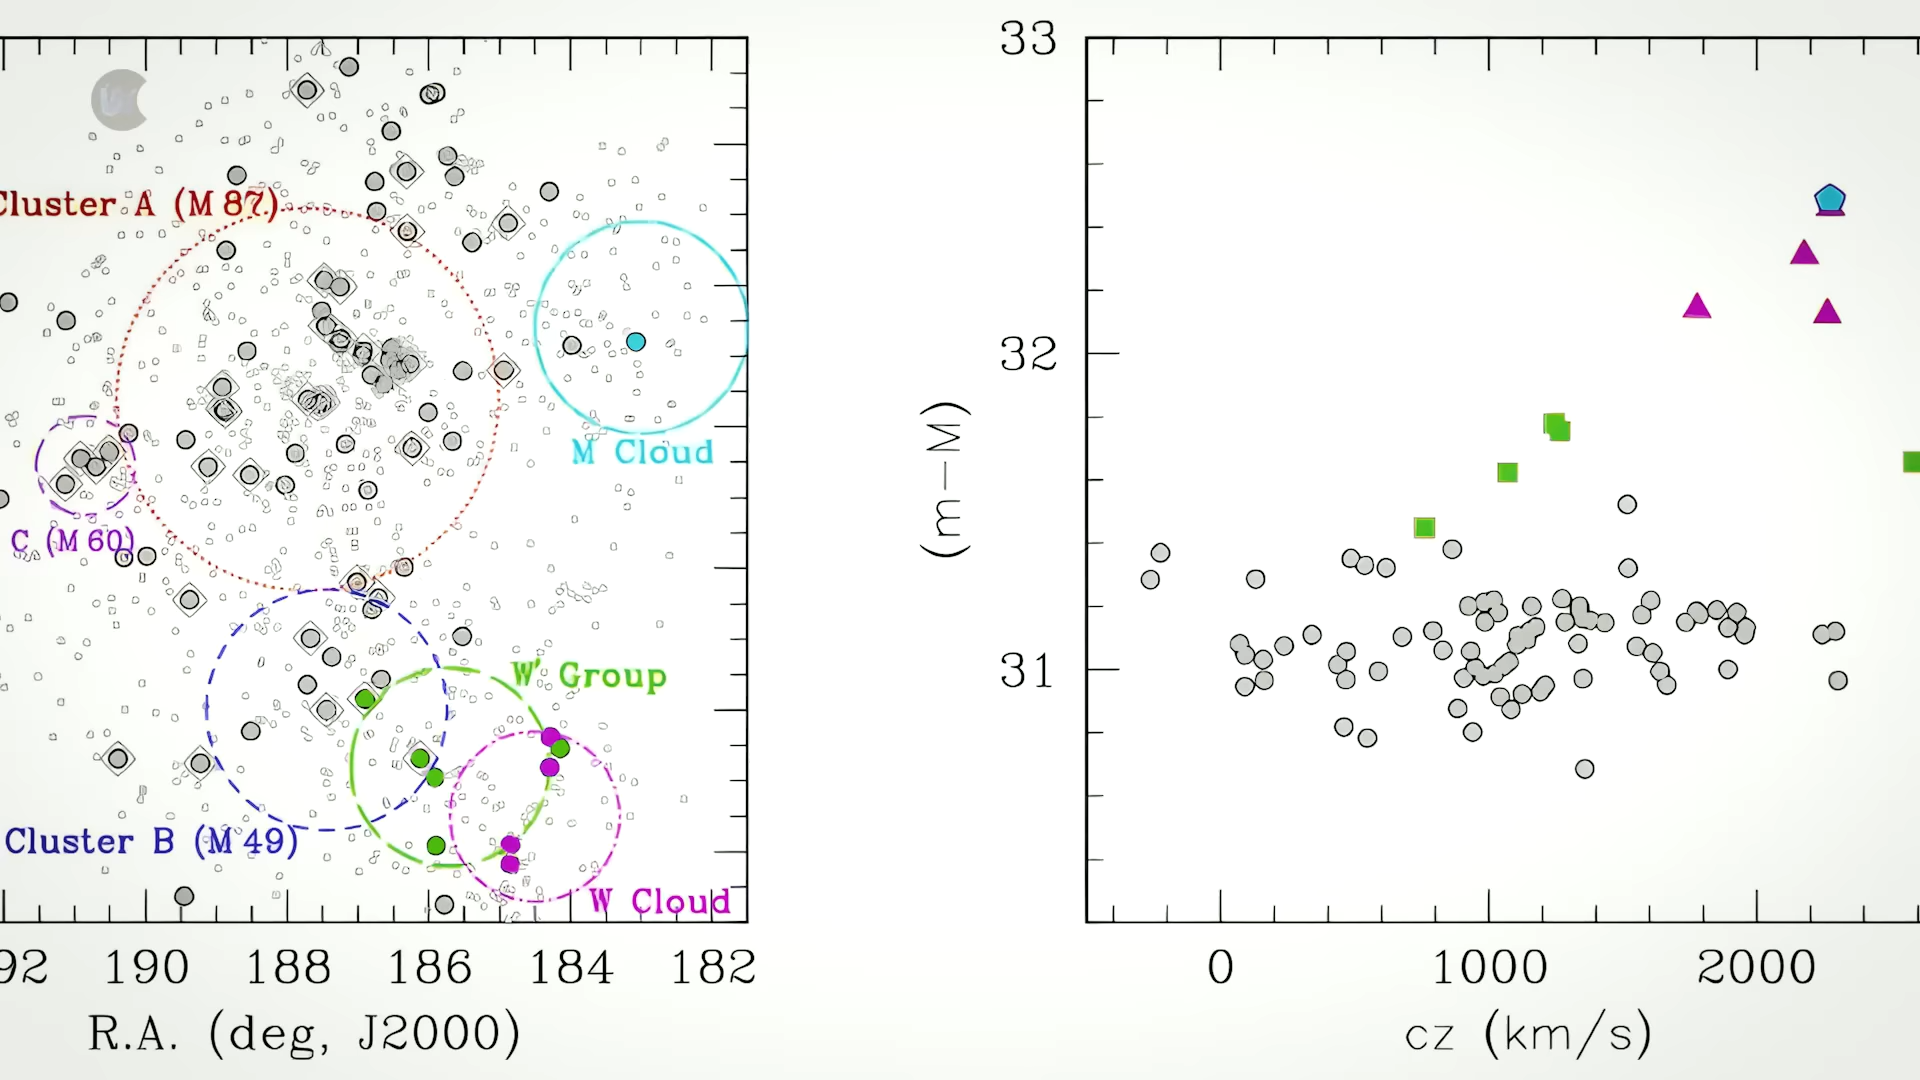 Cluster A (M 87)
M Cloud
C (M 60)
W' Group
Cluster B (M 49)
W Cloud
92 190 188 186 184 182
R.A. (deg, J2000)
33
32
31
(m-M)
0 1000 2000
cz (km/s)